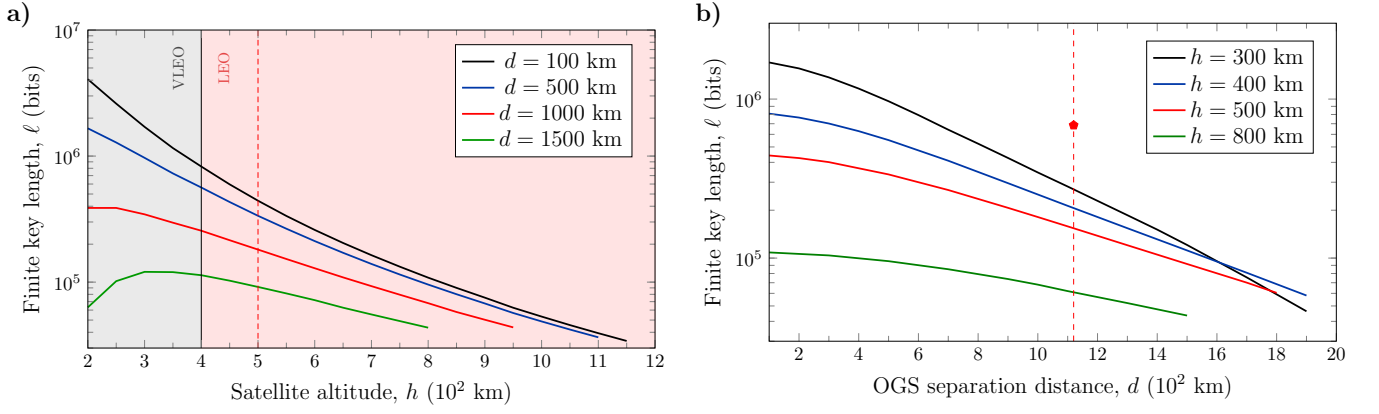 a)
10^7
10^6
10^5
Finite key length, ℓ (bits)
VLEO
LEO
d = 100 km
d = 500 km
d = 1000 km
d = 1500 km
2 3 4 5 6 7 8 9 10 11 12
Satellite altitude, h (10^2 km)
b)
10^6
10^5
Finite key length, ℓ (bits)
h = 300 km
h = 400 km
h = 500 km
h = 800 km
2 4 6 8 10 12 14 16 18 20
OGS separation distance, d (10^2 km)